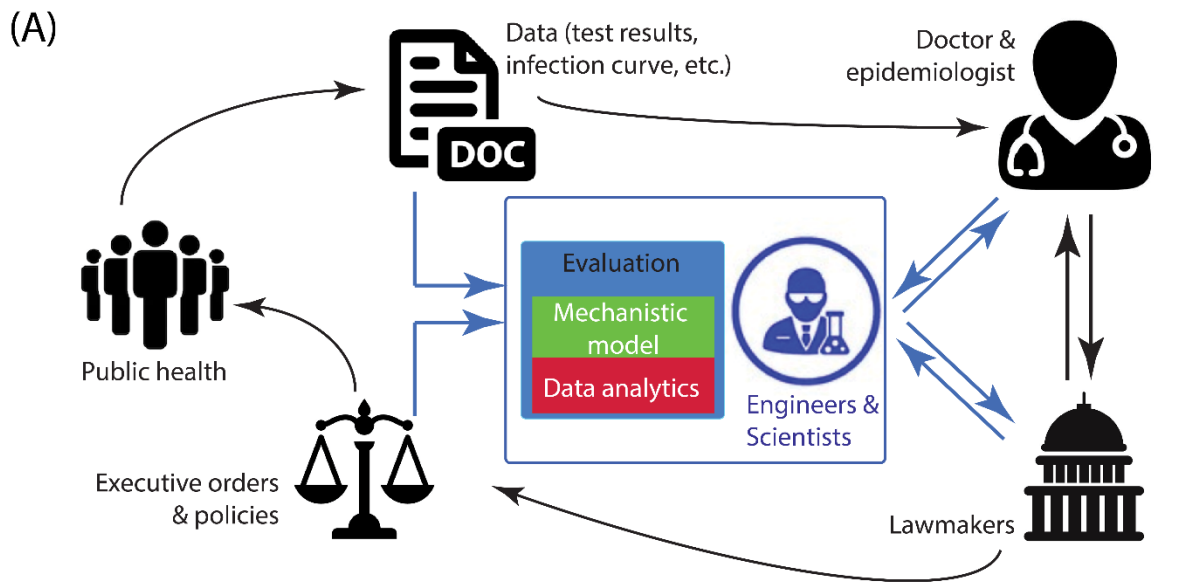 (A)
Data (test results,
infection curve, etc.)
Doctor &
epidemiologist
DOC
Evaluation
Mechanistic
model
Data analytics
Engineers &
Scientists
Public health
Executive orders
& policies
Lawmakers